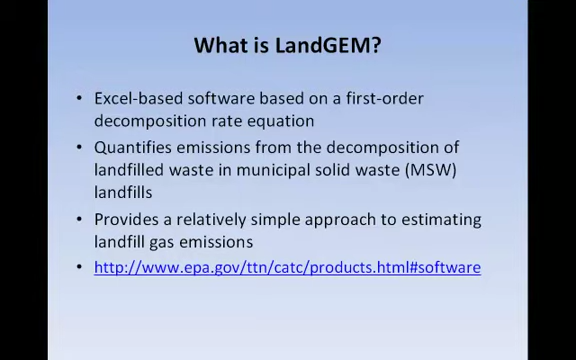 What is LandGEM?
• Excel-based software based on a first-order
decomposition rate equation
• Quantifies emissions from the decomposition of
landfilled waste in municipal solid waste (MSW)
landfills
• Provides a relatively simple approach to estimating
landfill gas emissions
• http://www.epa.gov/ttn/catc/products.html#software